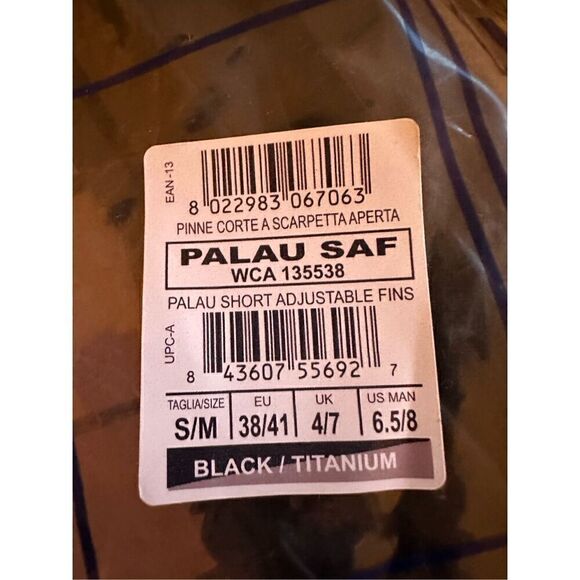 EAN-13
8 022983 067063
PINNE CORTE A SCARPETTA APERTA
PALAU SAF
WCA 135538
PALAU SHORT ADJUSTABLE FINS
UPC-A
8 43607 55692 7
TAGLIA/SIZE EU UK US MAN
S/M 38/41 4/7 6.5/8
BLACK / TITANIUM